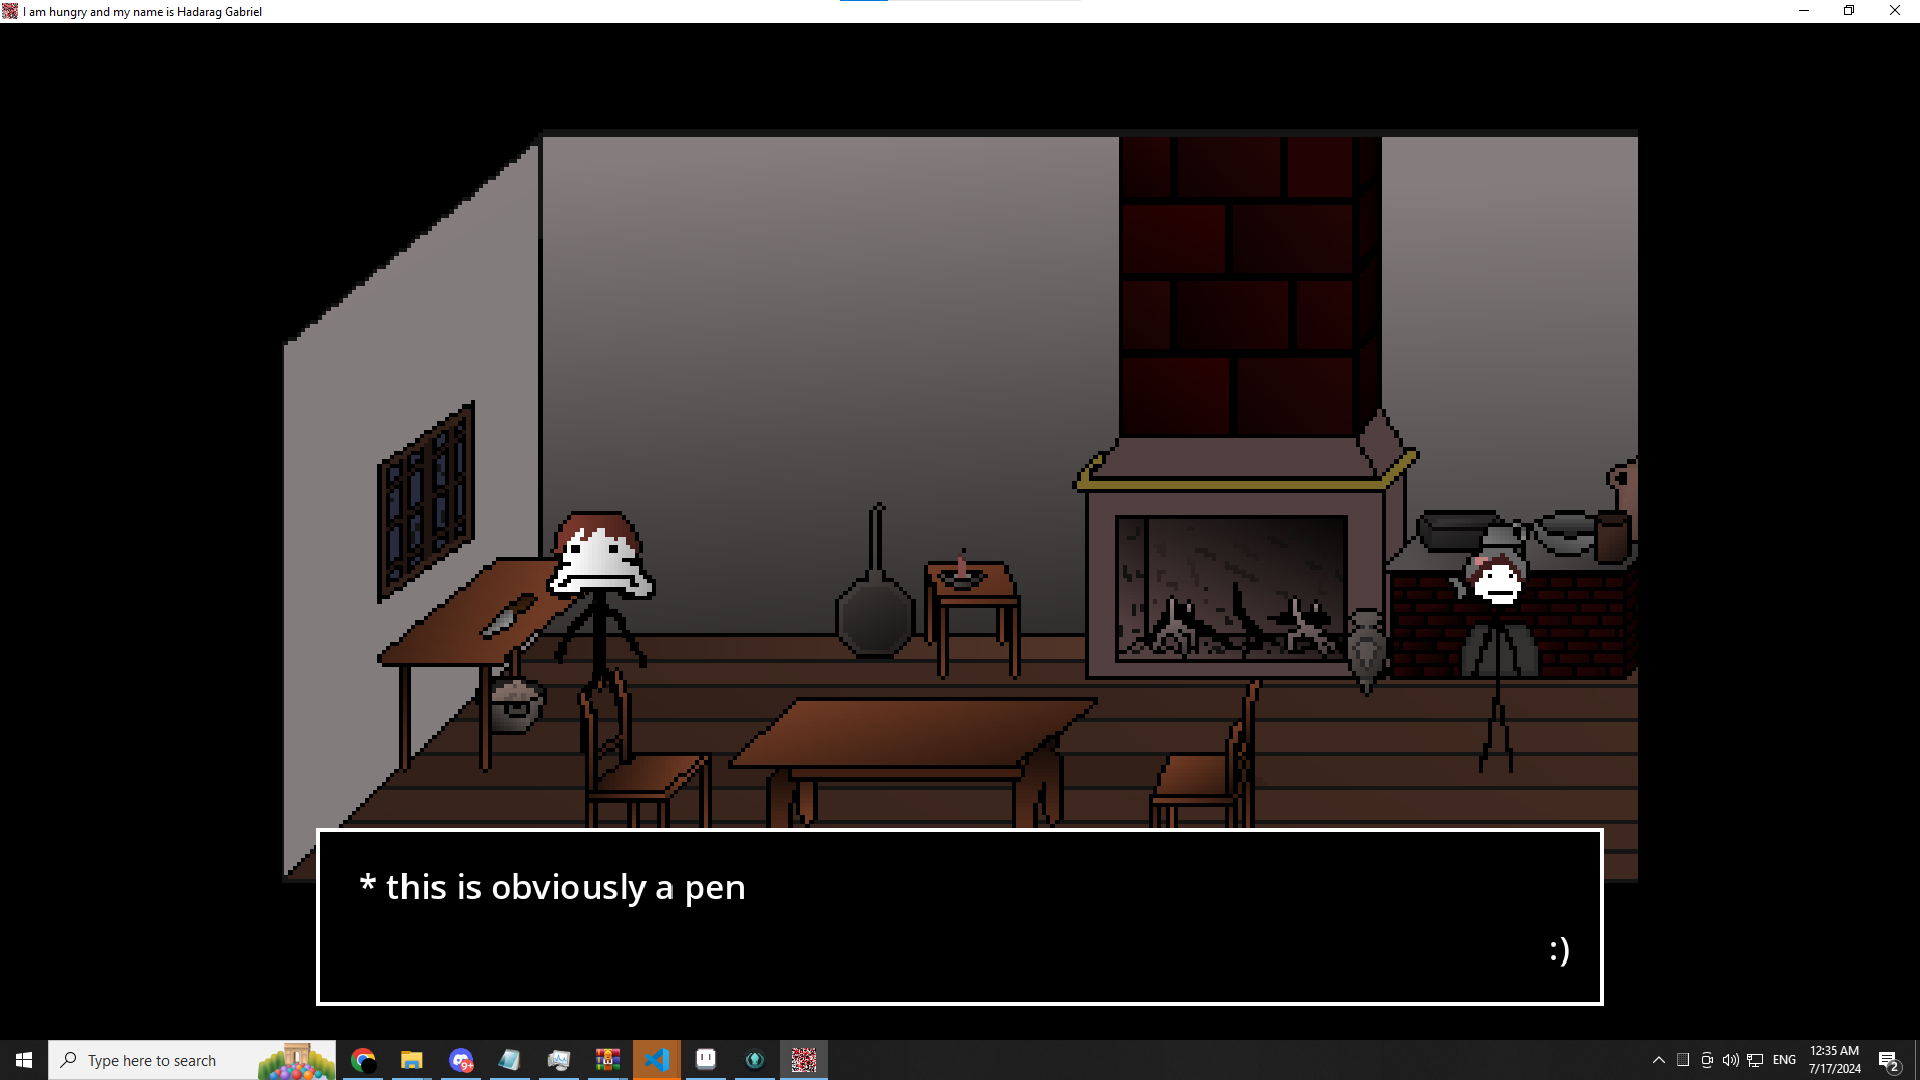 I am hungry and my name is Hadarag Gabriel
* this is obviously a pen
:)
Type here to search
9+
ENG
12:35 AM
7/17/2024
2